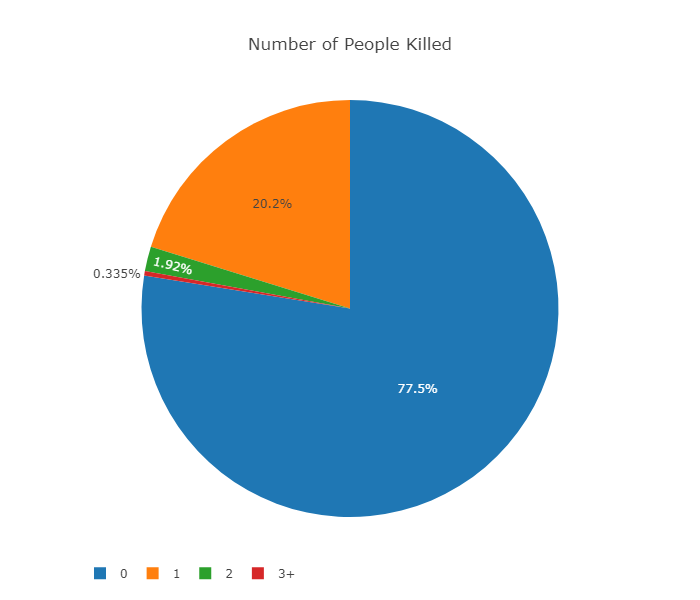 Number of People Killed
20.2%
1.92%
0.335%
77.5%
0 1 2 3+